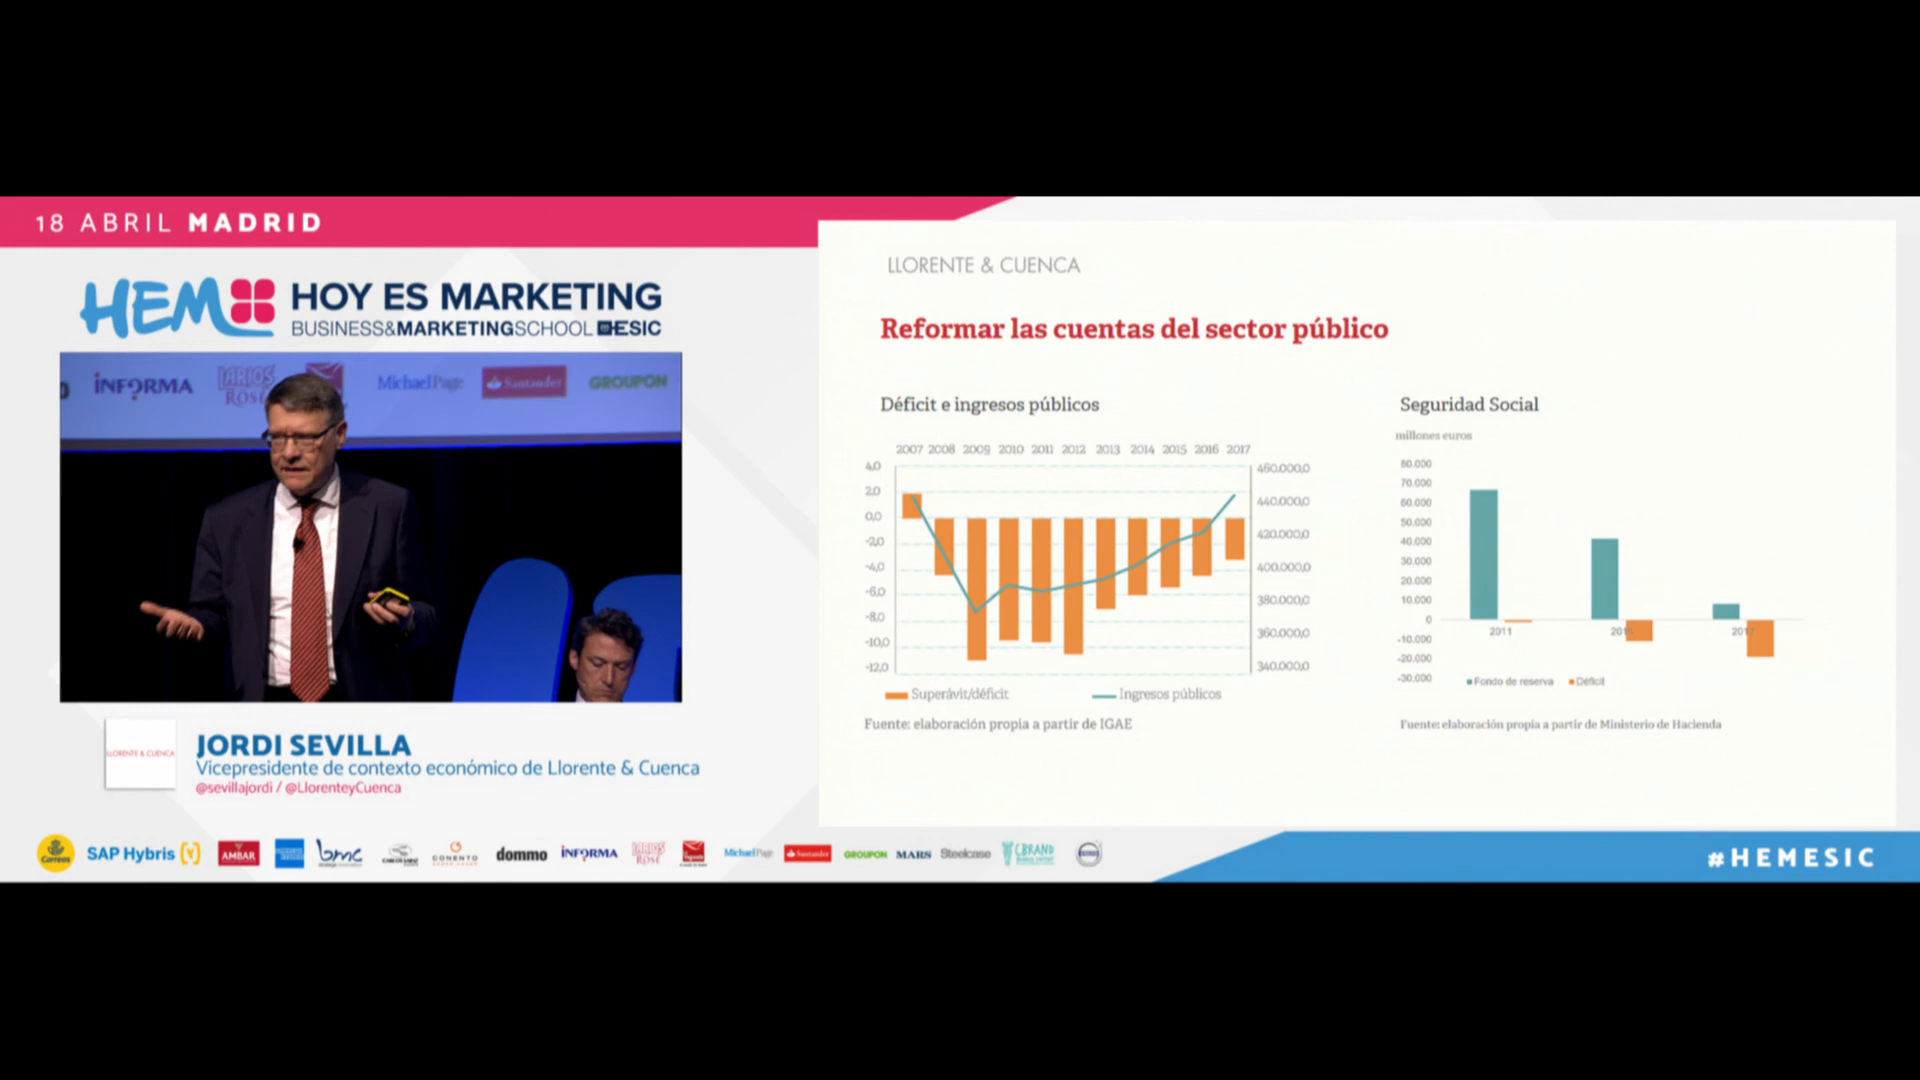 18 ABRIL MADRID
HEM
HOY ES MARKETING
BUSINESS&MARKETINGSCHOOL ESIC
INFORMA
LARIOS
ROSÉ
MichaelPage
Santander
GROUPON
LLORENTE & CUENCA
JORDI SEVILLA
Vicepresidente de contexto económico de Llorente & Cuenca
@sevillajordi / @LlorenteyCuenca
LLORENTE & CUENCA
Reformar las cuentas del sector público
Déficit e ingresos públicos
2007 2008 2009 2010 2011 2012 2013 2014 2015 2016 2017
4,0
2,0
0,0
-2,0
-4,0
-6,0
-8,0
-10,0
-12,0
460.000,0
440.000,0
420.000,0
400.000,0
380.000,0
360.000,0
340.000,0
Superávit/déficit
Ingresos públicos
Fuente: elaboración propia a partir de IGAE
Seguridad Social
millones euros
80.000
70.000
60.000
50.000
40.000
30.000
20.000
10.000
0
-10.000
-20.000
-30.000
2011
2017
Fondo de reserva
Déficit
Fuente: elaboración propia a partir de Ministerio de Hacienda
Correos
SAP Hybris (Y)
AMBAR
bmc
CONENTO
dommo
INFORMA
LARIOS
ROSÉ
MichaelPage
Santander
GROUPON
MARS
Steelcase
CBRAND
#HEMESIC